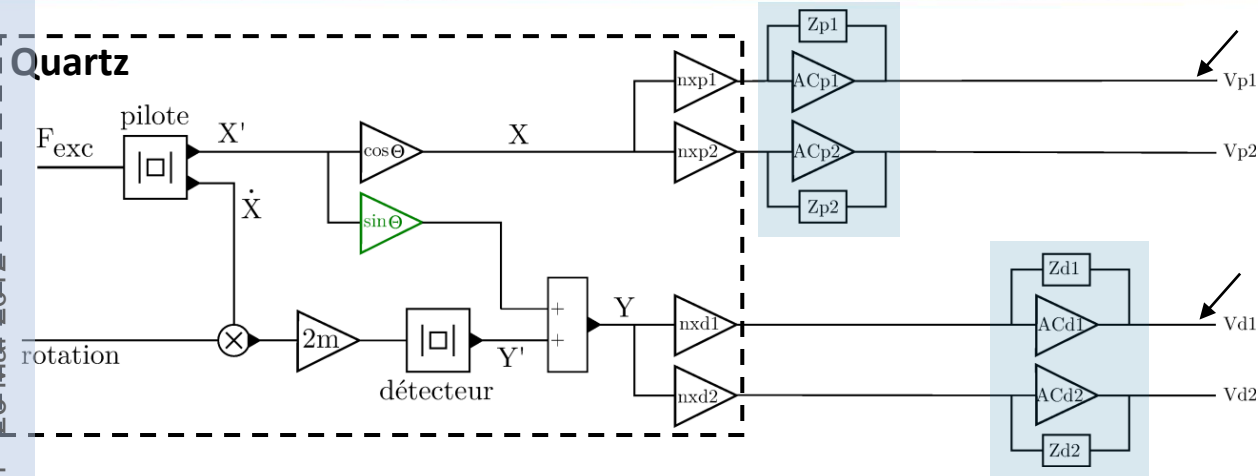 Quartz
pilote
F_exc
X'
Ẋ
cosΘ
sinΘ
X
nxp1
nxp2
Zp1
ACp1
ACp2
Zp2
Vp1
Vp2
rotation
2m
détecteur
Y'
+
+
Y
nxd1
nxd2
Zd1
ACd1
ACd2
Zd2
Vd1
Vd2